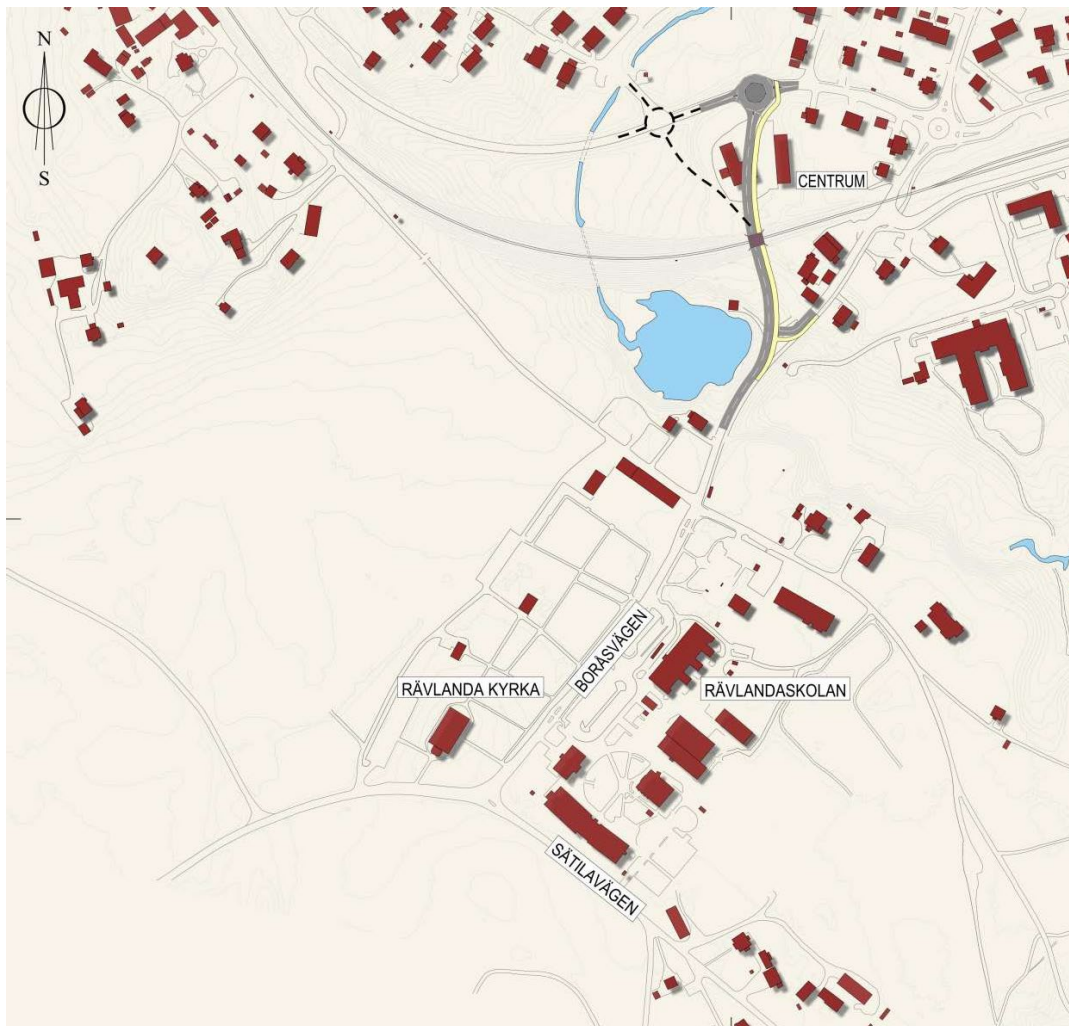 N
S
CENTRUM
BORÅSVÄGEN
RÄVLANDA KYRKA
RÄVLANDASKOLAN
SÄTILAVÄGEN